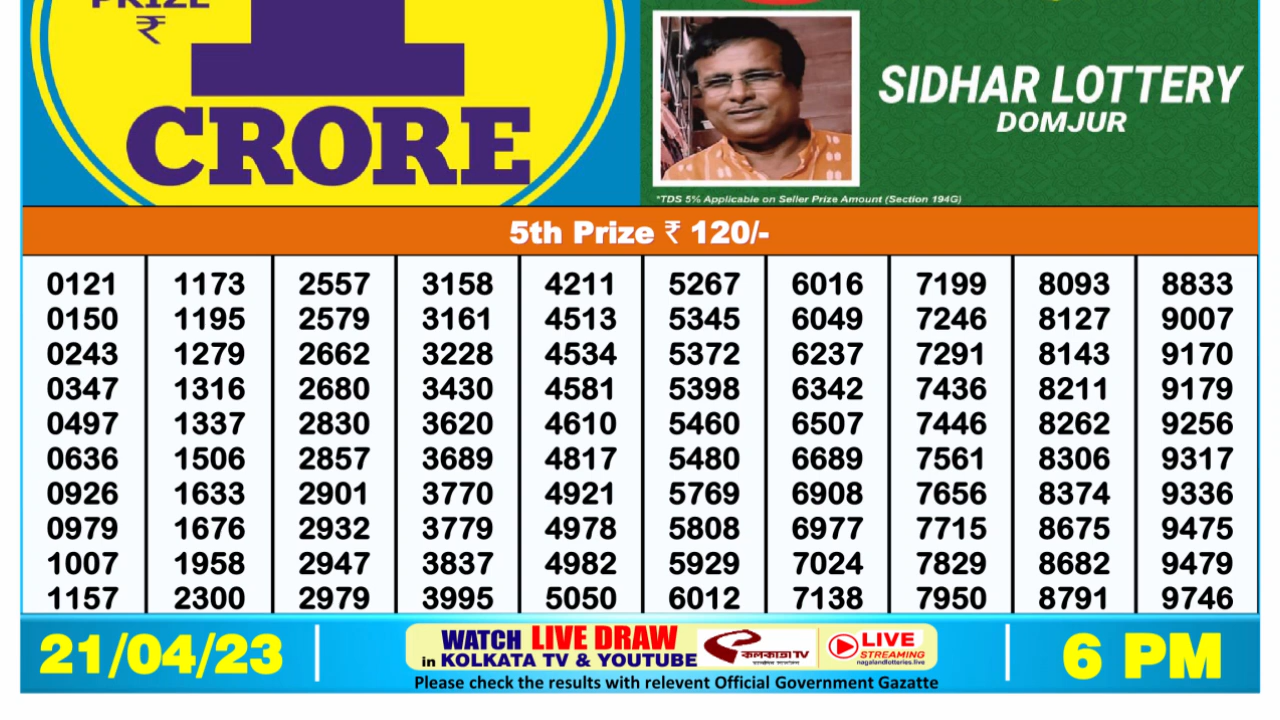 PRIZE
₹
1
CRORE
SIDHAR LOTTERY
DOMJUR
*TDS 5% Applicable on Seller Prize Amount (Section 194G)
5th Prize ₹ 120/-
0121 1173 2557 3158 4211 5267 6016 7199 8093 8833
0150 1195 2579 3161 4513 5345 6049 7246 8127 9007
0243 1279 2662 3228 4534 5372 6237 7291 8143 9170
0347 1316 2680 3430 4581 5398 6342 7436 8211 9179
0497 1337 2830 3620 4610 5460 6507 7446 8262 9256
0636 1506 2857 3689 4817 5480 6689 7561 8306 9317
0926 1633 2901 3770 4921 5769 6908 7656 8374 9336
0979 1676 2932 3779 4978 5808 6977 7715 8675 9475
1007 1958 2947 3837 4982 5929 7024 7829 8682 9479
1157 2300 2979 3995 5050 6012 7138 7950 8791 9746
21/04/23
WATCH LIVE DRAW
in KOLKATA TV & YOUTUBE
কলকাতা TV
LIVE
STREAMING
nagalandlotteries.live
6 PM
Please check the results with relevent Official Government Gazatte